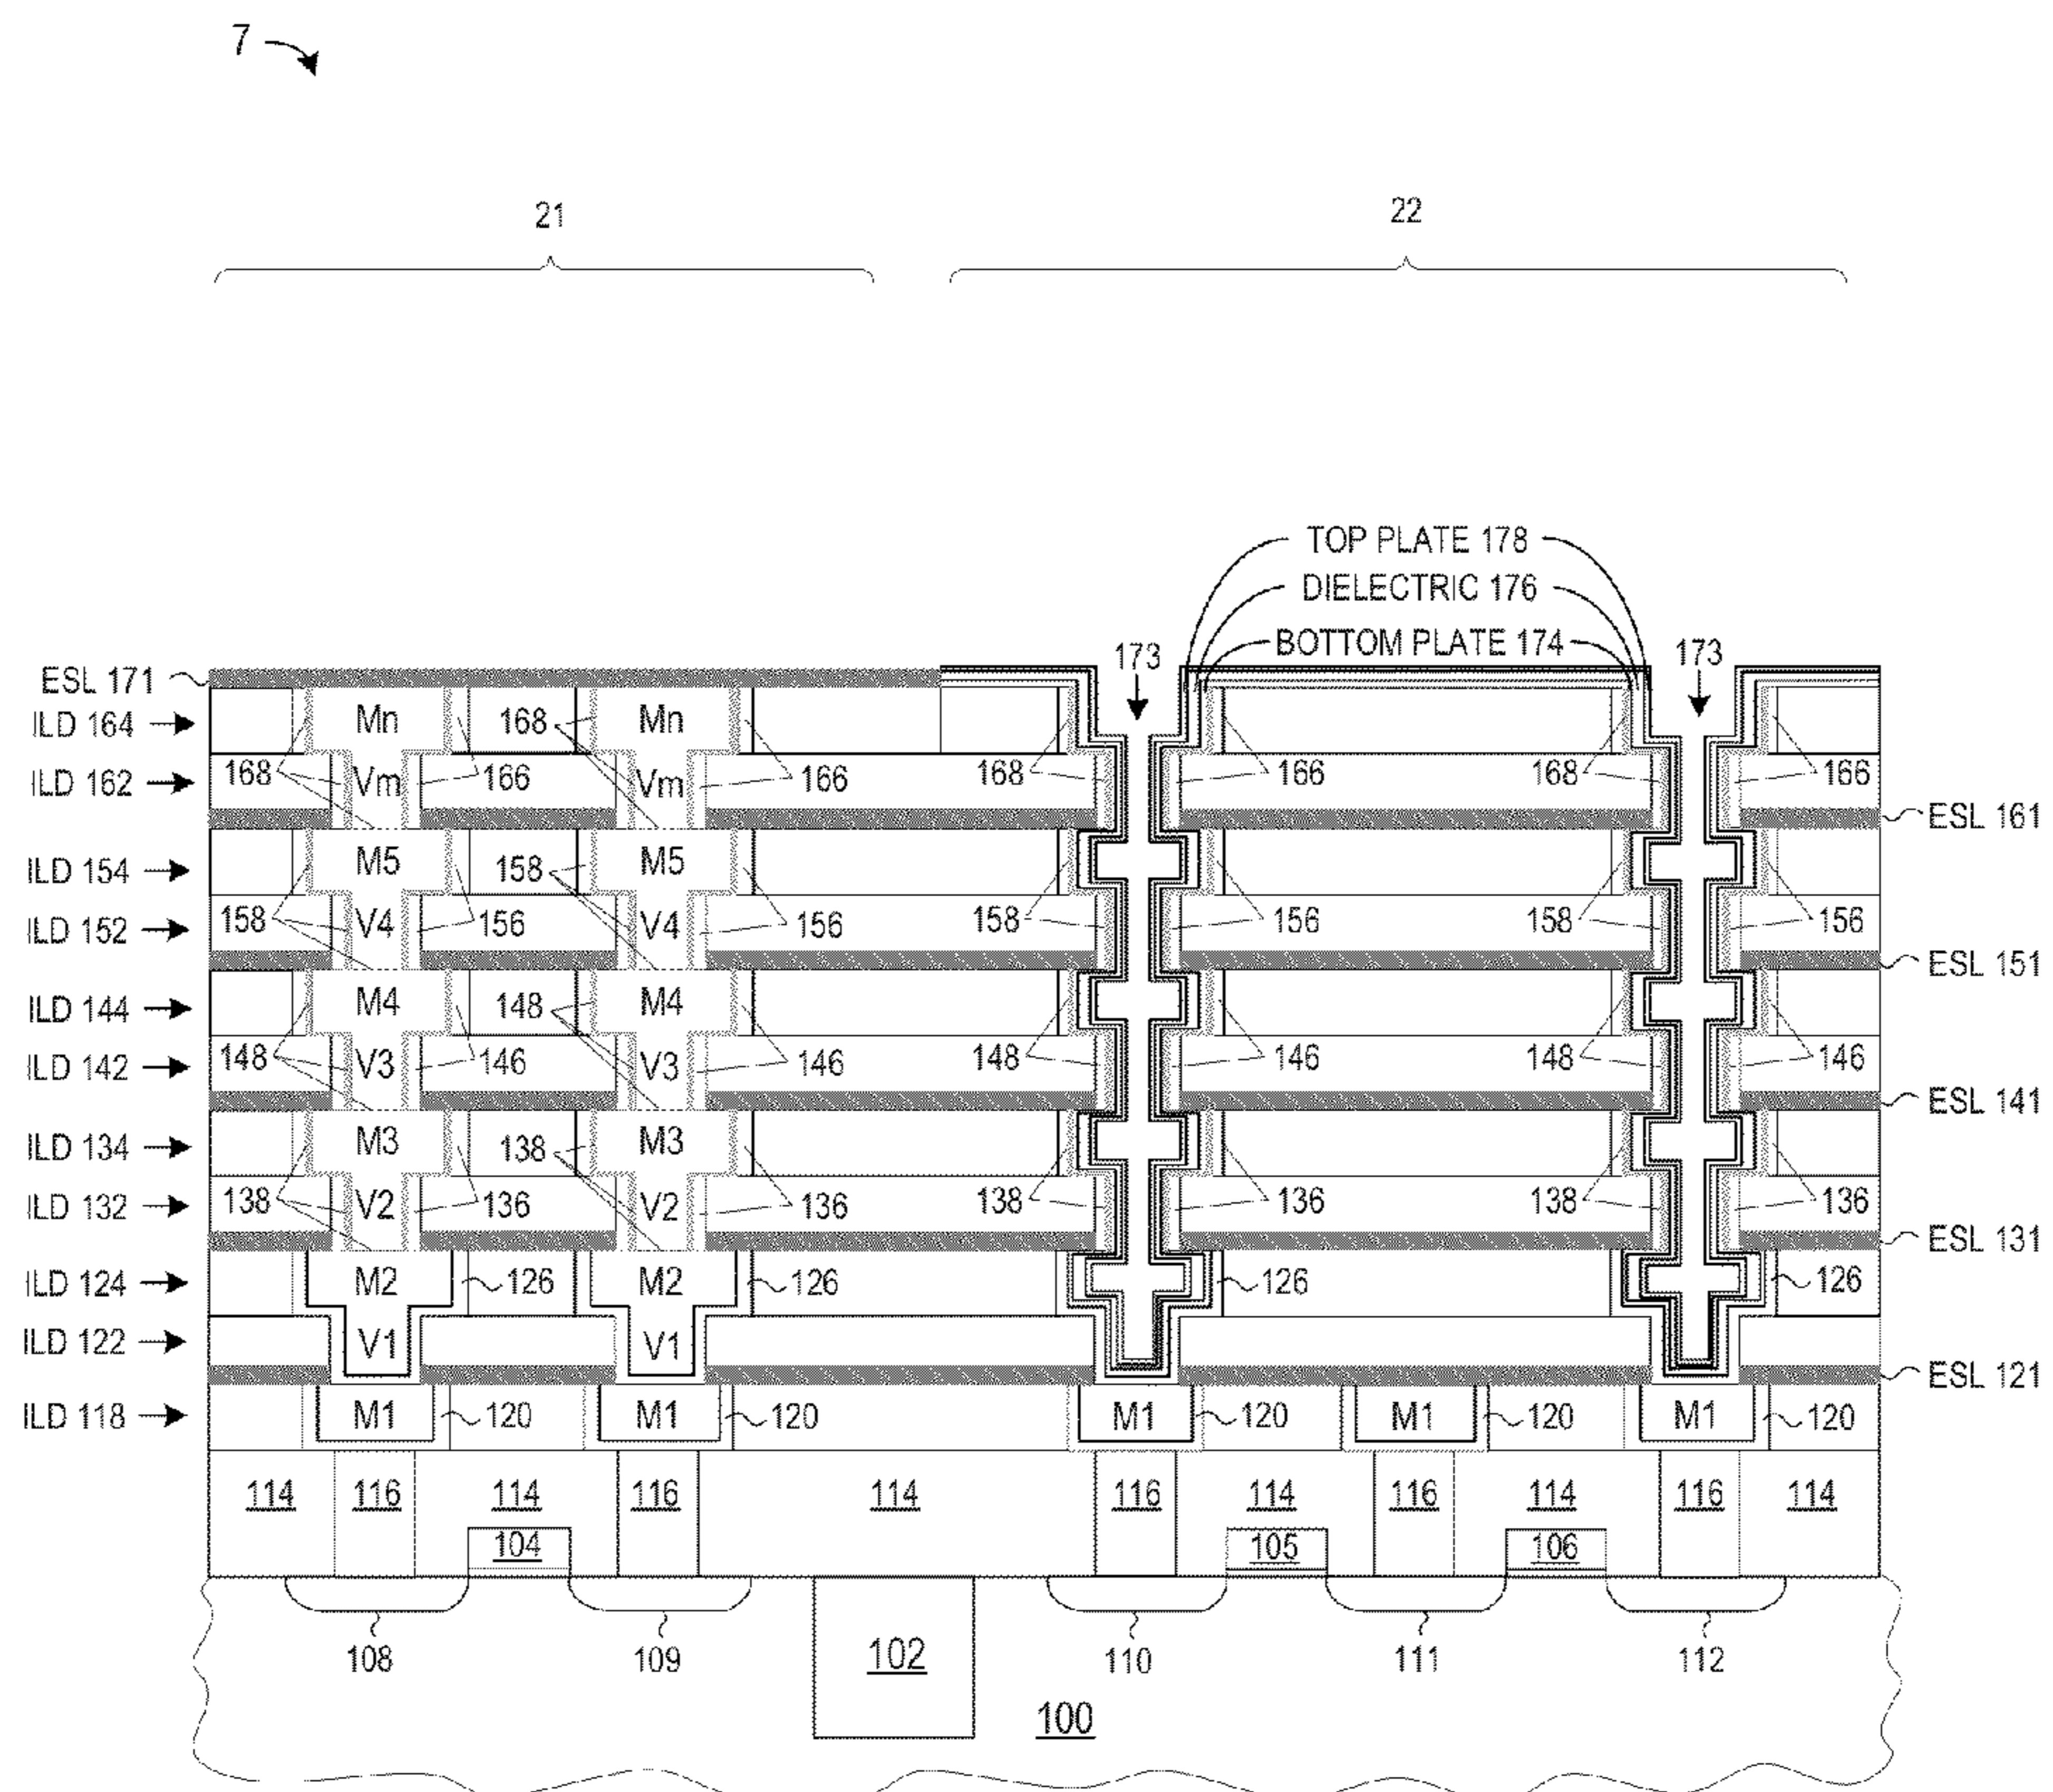 7
21 22
TOP PLATE 178
DIELECTRIC 176
BOTTOM PLATE 174
173 173
ESL 171
ILD 164 Mn 168 Mn
ILD 162 168 Vm 166 Vm 166 168 166 168 166
ESL 161
ILD 154 M5 158 M5
ILD 152 158 V4 156 V4 156 158 156 158 156
ESL 151
ILD 144 M4 148 M4
ILD 142 148 V3 146 V3 146 148 146 148 146
ESL 141
ILD 134 M3 138 M3
ILD 132 138 V2 136 V2 136 138 136 138 136
ESL 131
ILD 124 M2 126 M2 126 126 126
ILD 122 V1 V1
ESL 121
ILD 118 M1 120 M1 120 M1 120 M1 120 M1 120
114 116 114 116 114 116 114 116 114 116 114
104 105 106
108 109 102 110 111 112
100